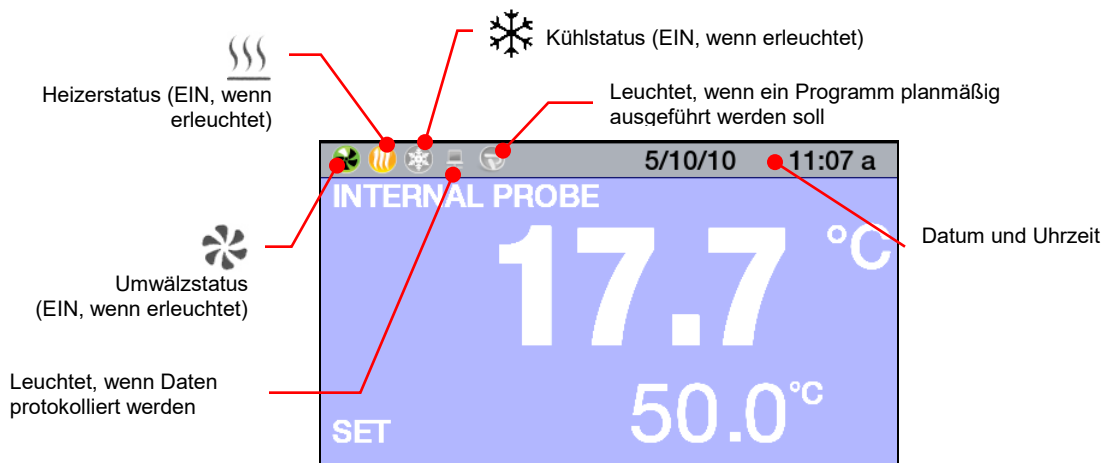 Kühlstatus (EIN, wenn erleuchtet)
Heizerstatus (EIN, wenn
erleuchtet)
Leuchtet, wenn ein Programm planmäßig
ausgeführt werden soll
5/10/10 11:07 a
INTERNAL PROBE
17.7 °C
Datum und Uhrzeit
Umwälzstatus
(EIN, wenn erleuchtet)
Leuchtet, wenn Daten
protokolliert werden
SET 50.0°C